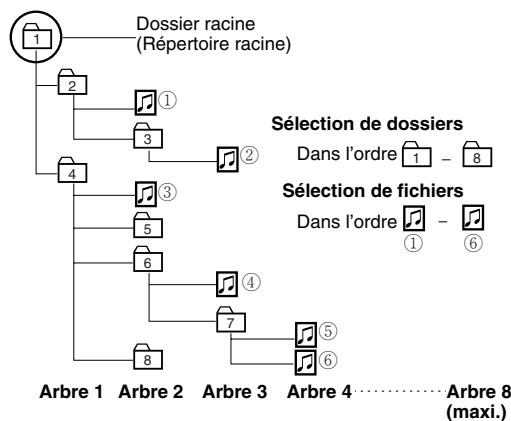 1
Dossier racine
(Répertoire racine)
2
①
3
②
4
③
5
6
④
7
⑤
⑥
8
Sélection de dossiers
Dans l'ordre 1 – 8
Sélection de fichiers
Dans l'ordre –
① ⑥
Arbre 1 Arbre 2 Arbre 3 Arbre 4 ··············· Arbre 8
(maxi.)